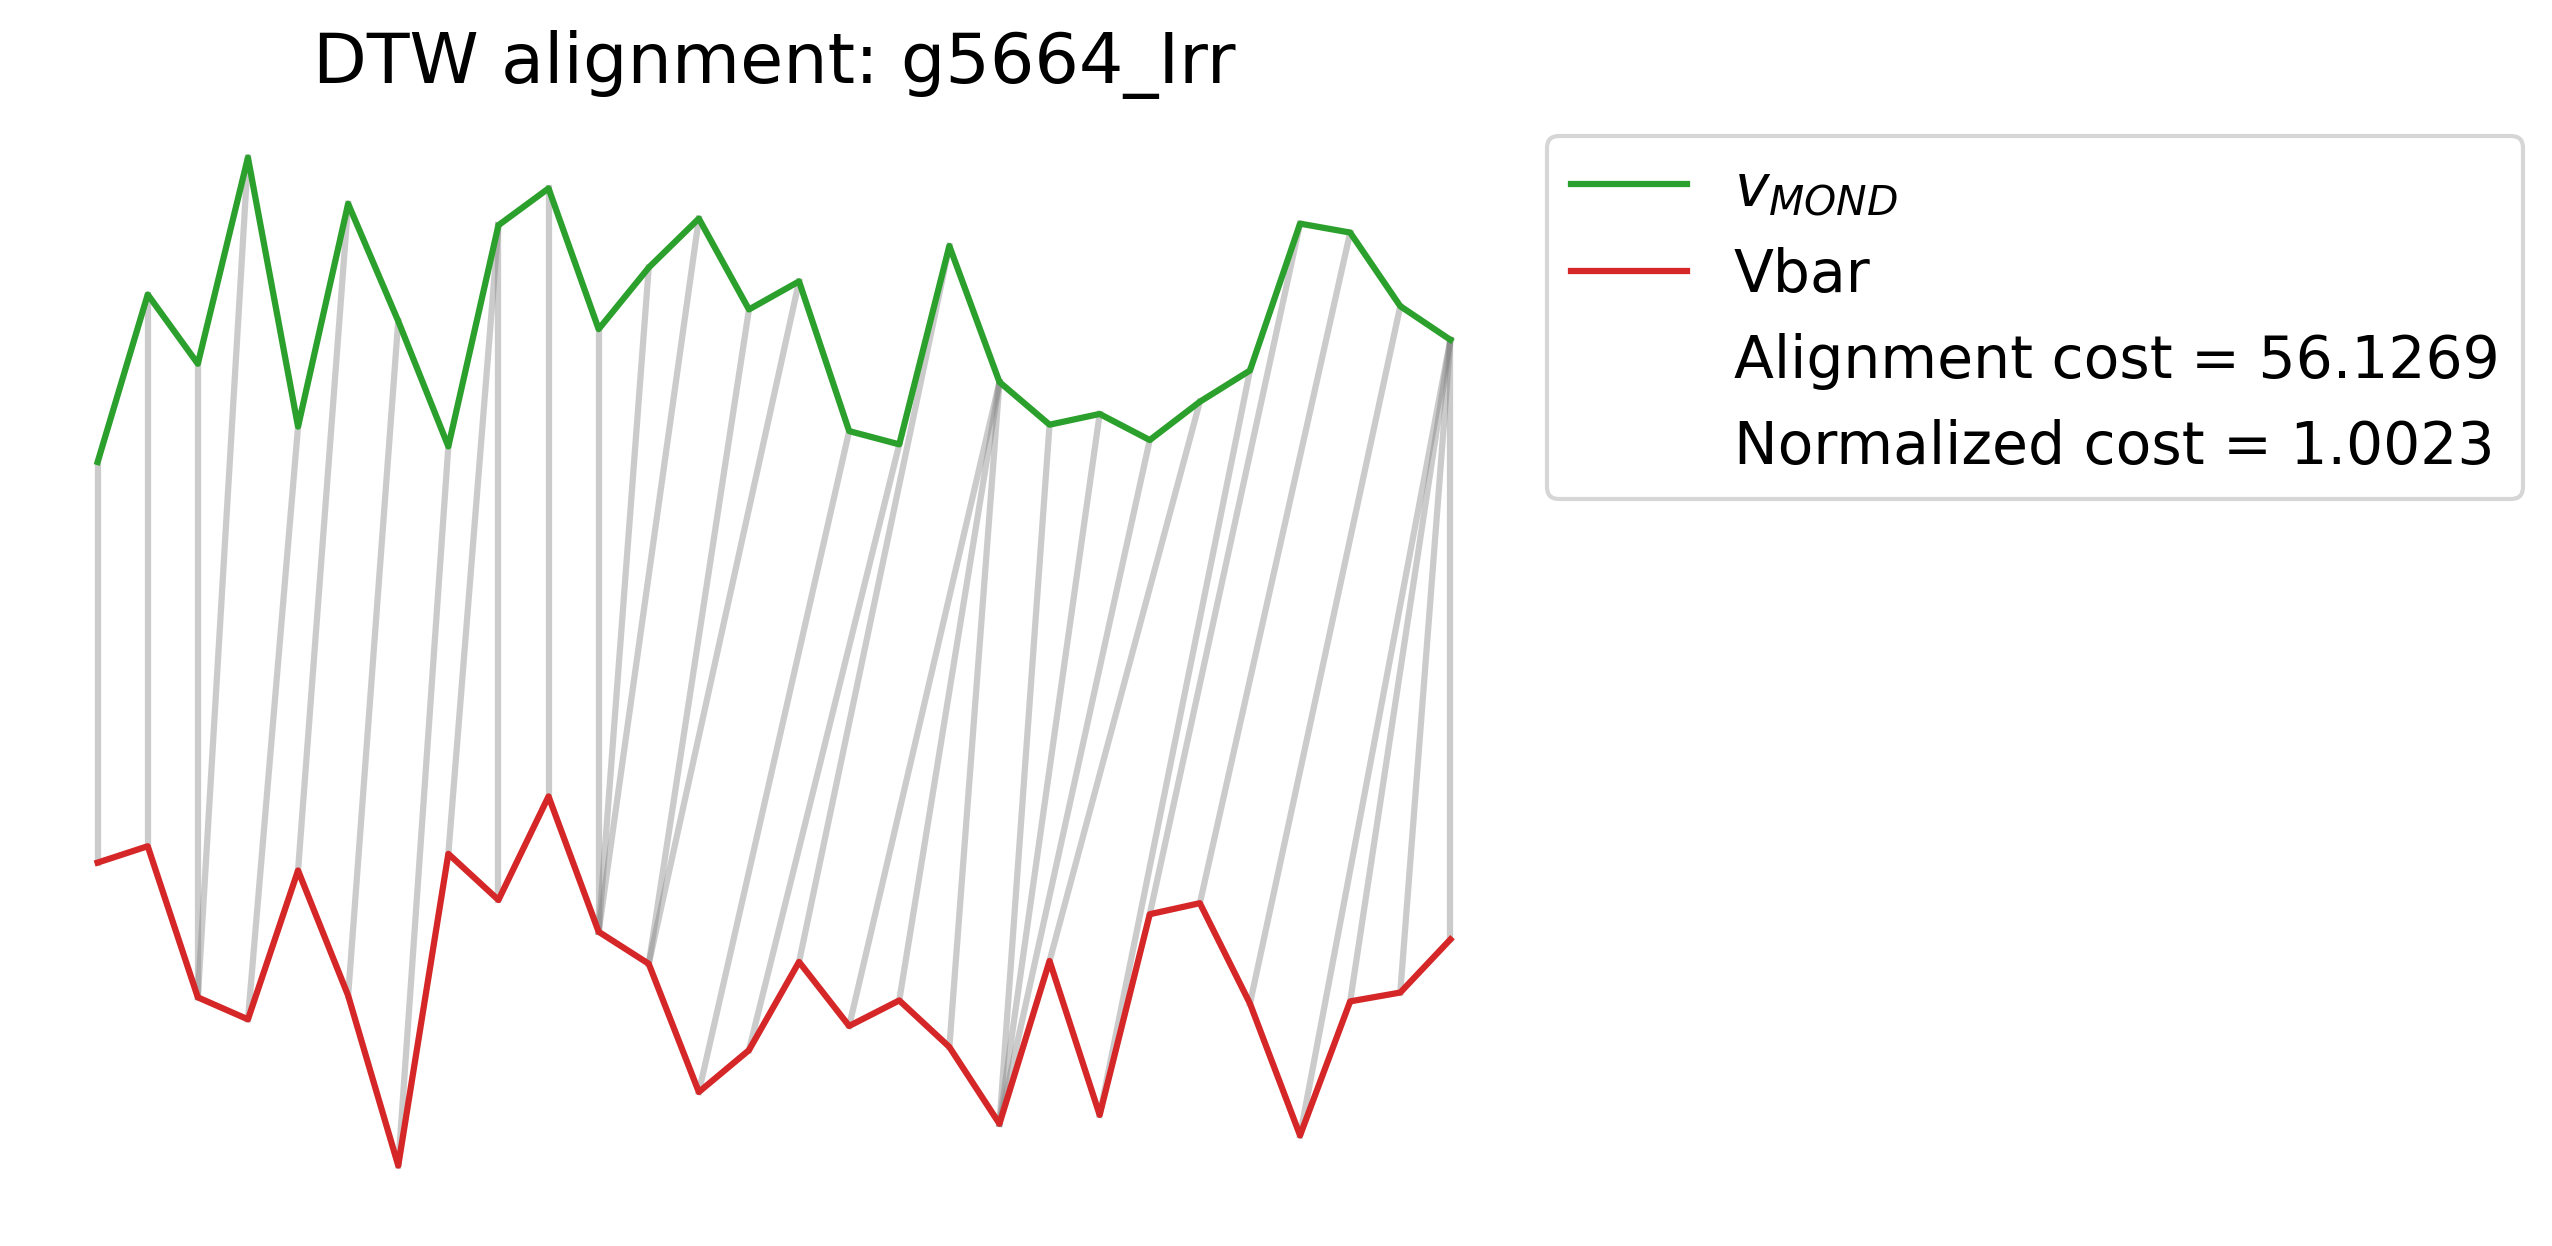 DTW alignment: g5664_Irr
v_MOND
Vbar
Alignment cost = 56.1269
Normalized cost = 1.0023